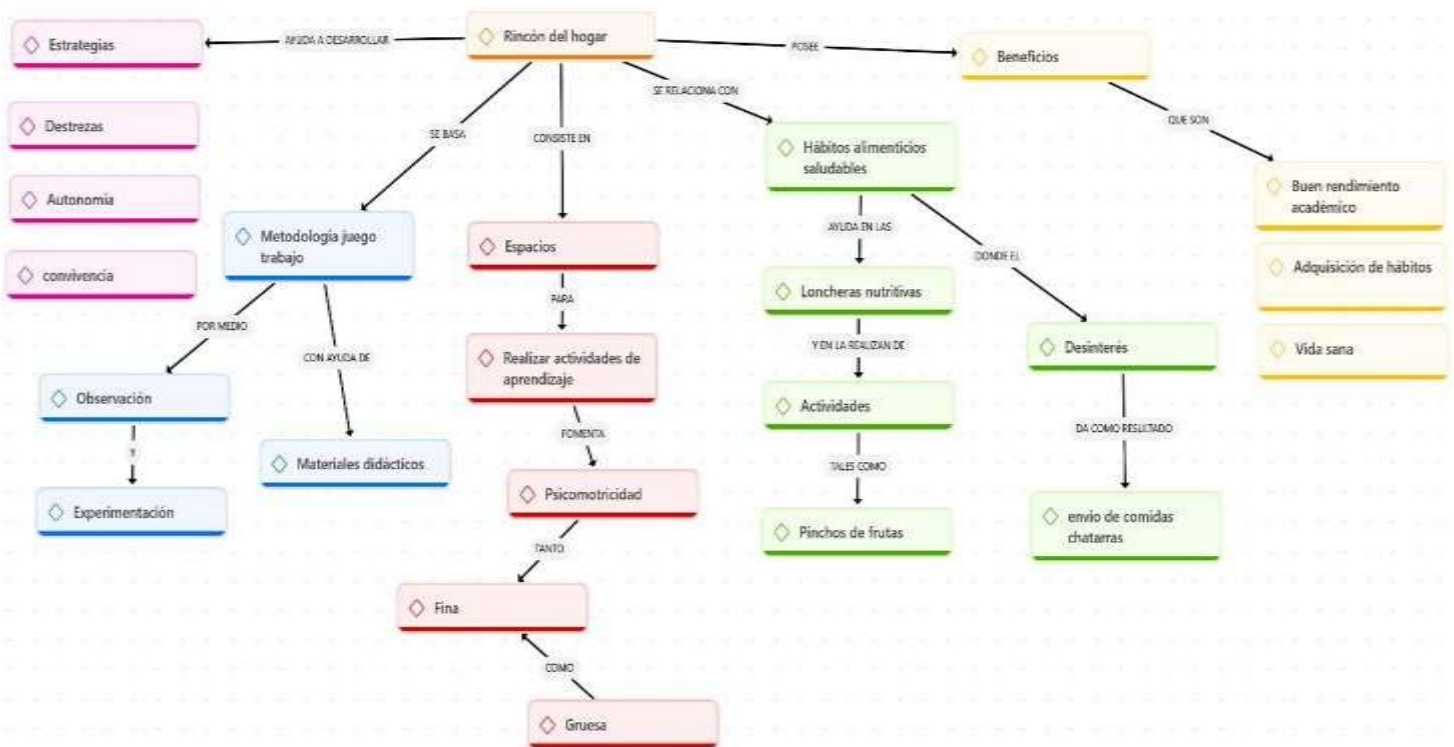 Estrategias
AYUDA A DESARROLLAR
Rincón del hogar
POSEE
Beneficios
SE RELACIONA CON
QUE SON
Destrezas
SE BASA
CONSISTE EN
Hábitos alimenticios
saludables
Autonomía
Buen rendimiento
académico
Metodología juego
trabajo
Espacios
AYUDA EN LAS
DONDE EL
convivencia
Adquisición de hábitos
Loncheras nutritivas
PARA
POR MEDIO
CON AYUDA DE
Y EN LA REALIZAN DE
Desinterés
Vida sana
Realizar actividades de
aprendizaje
Observación
Actividades
FOMENTA
DA COMO RESULTADO
Y
Materiales didácticos
TALES COMO
Psicomotricidad
Experimentación
Pinchos de frutas
envio de comidas
chatarras
TANTO
Fina
COMO
Gruesa